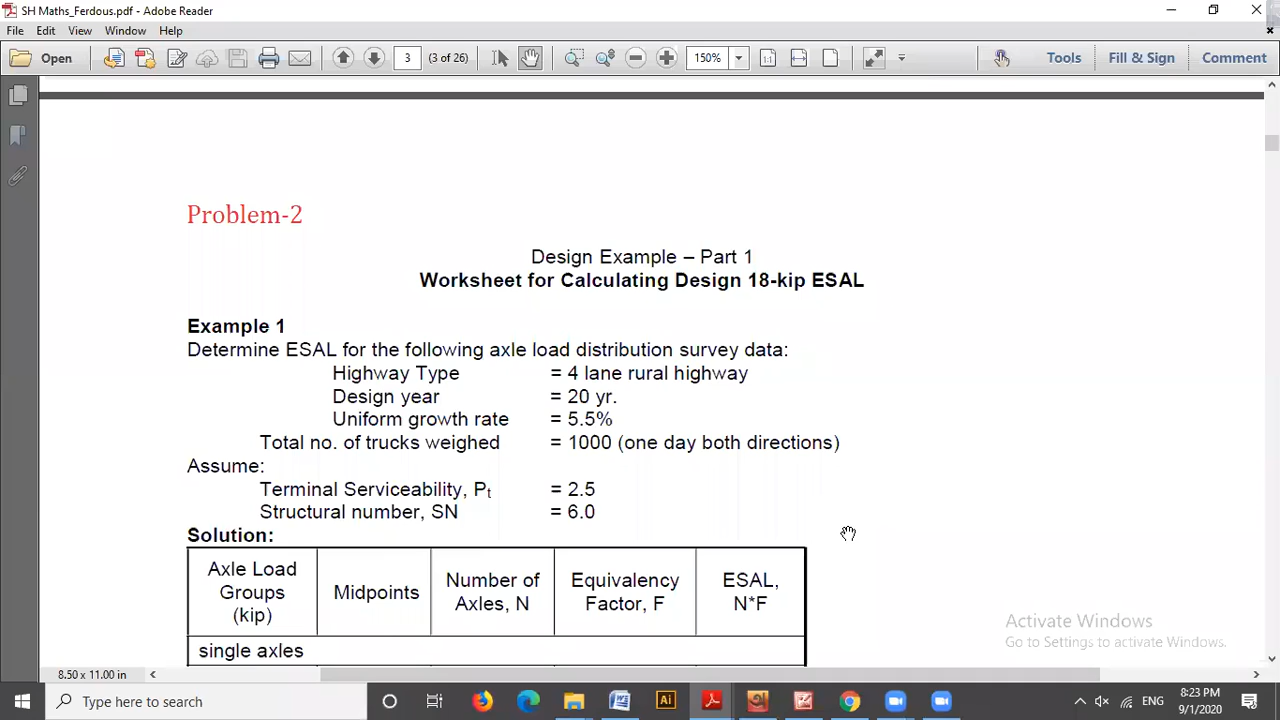 SH Maths_Ferdous.pdf - Adobe Reader
File Edit View Window Help
Open 3 (3 of 26) 150% Tools Fill & Sign Comment
Problem-2
Design Example – Part 1
Worksheet for Calculating Design 18-kip ESAL
Example 1
Determine ESAL for the following axle load distribution survey data:
Highway Type = 4 lane rural highway
Design year = 20 yr.
Uniform growth rate = 5.5%
Total no. of trucks weighed = 1000 (one day both directions)
Assume:
Terminal Serviceability, Pt = 2.5
Structural number, SN = 6.0
Solution:
Axle Load Groups (kip) Midpoints Number of Axles, N Equivalency Factor, F ESAL, N*F
single axles
Activate Windows
Go to Settings to activate Windows.
8.50 x 11.00 in
Type here to search
Ai
ENG
8:23 PM
9/1/2020